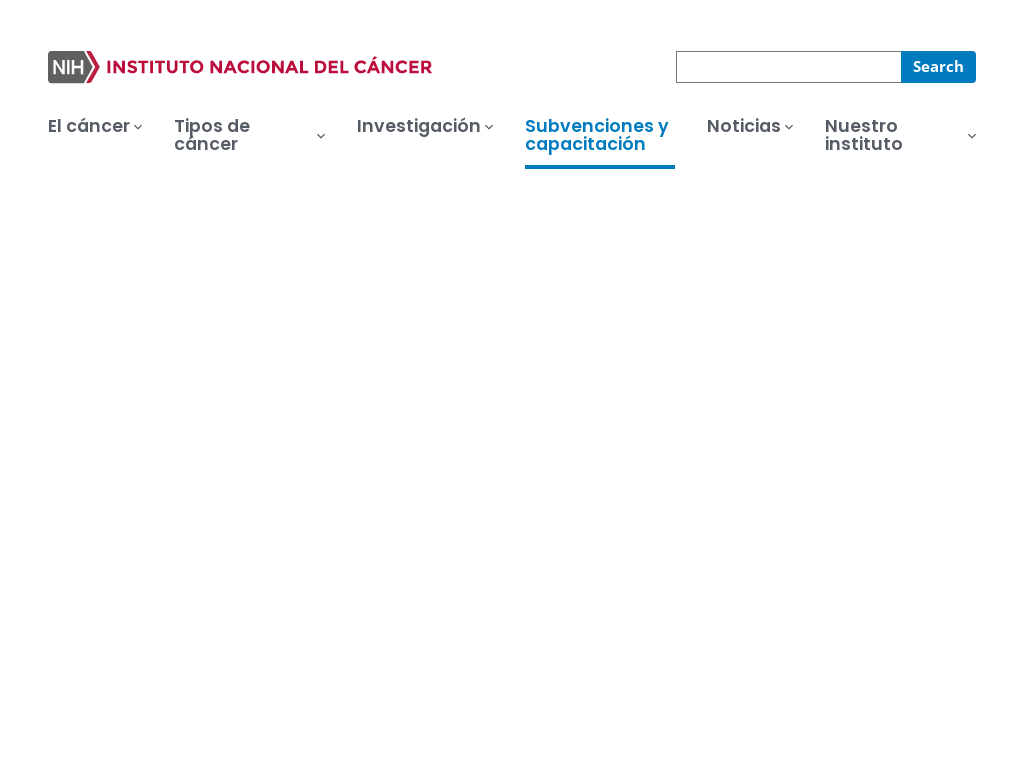 NIH INSTITUTO NACIONAL DEL CÁNCER
Search
El cáncer
Tipos de
cáncer
Investigación
Subvenciones y
capacitación
Noticias
Nuestro
instituto